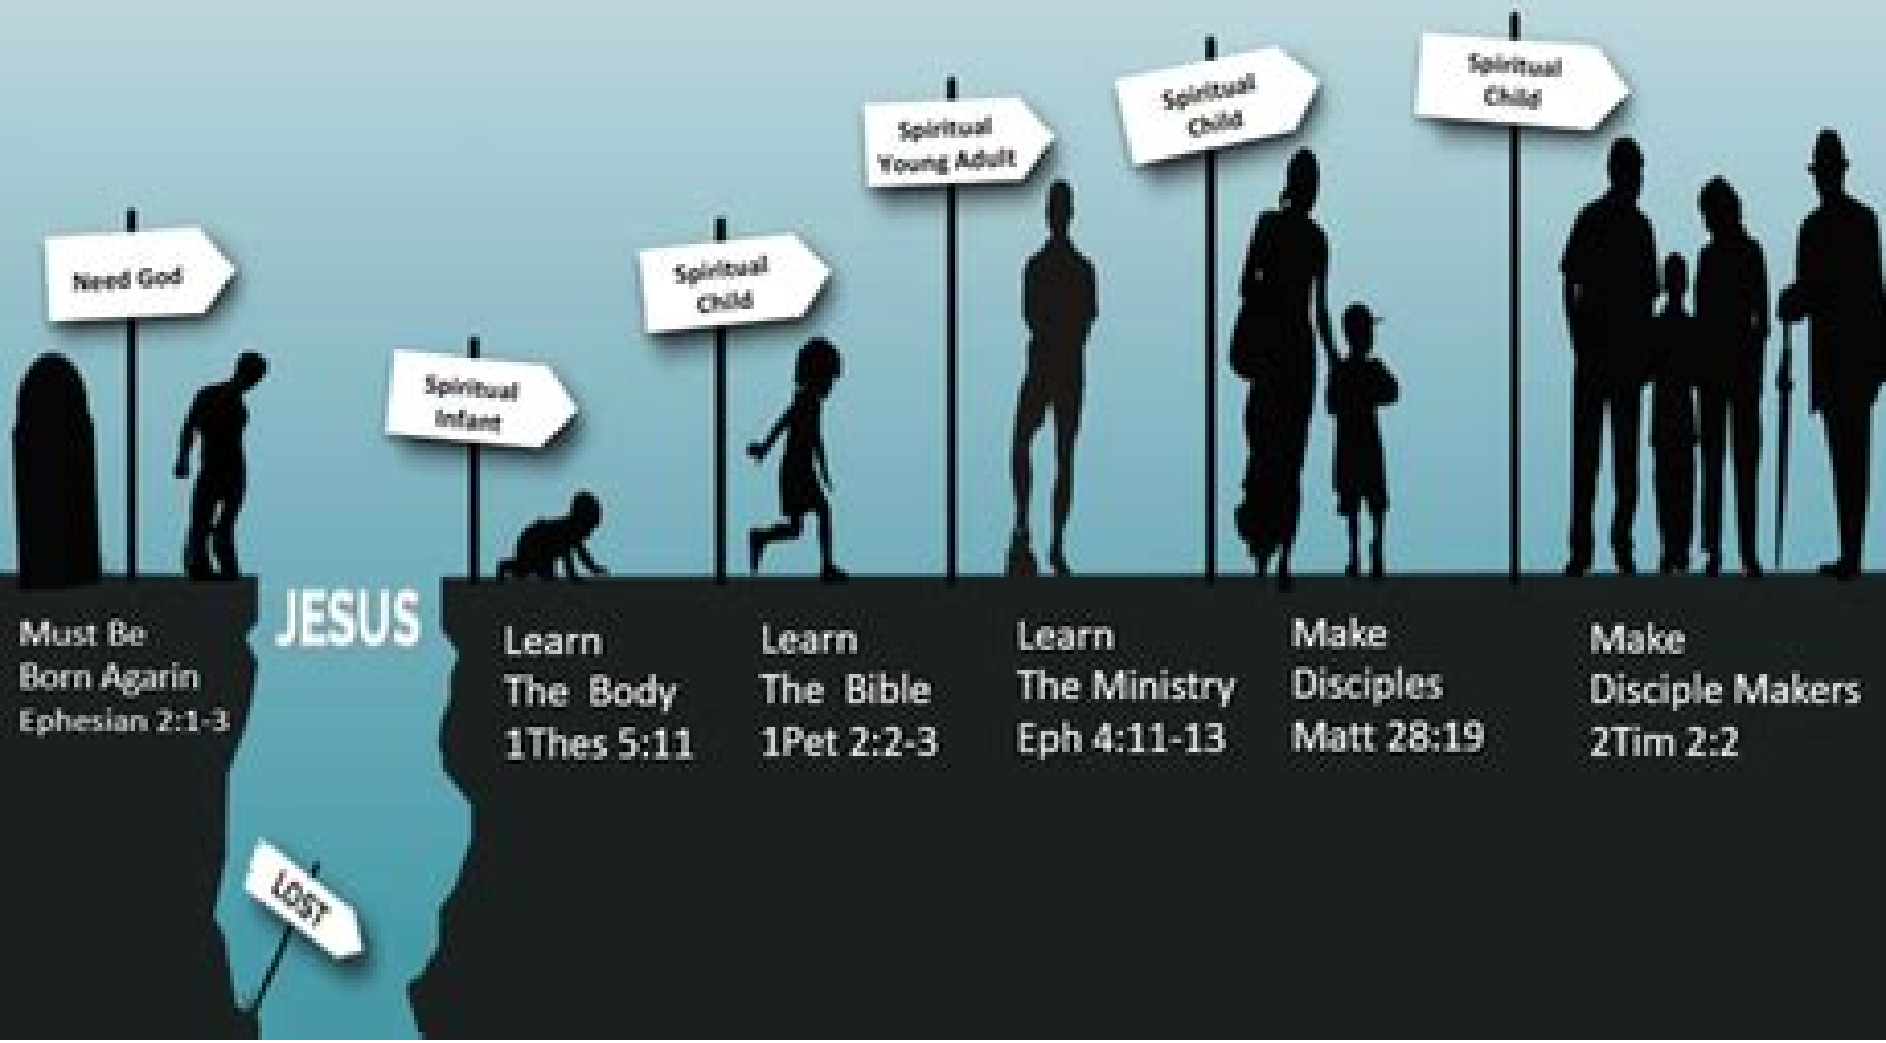 Need God
Spiritual
Infant
Spiritual
Child
Spiritual
Young Adult
Spiritual
Child
Spiritual
Child
Must Be
Born Agarin
Ephesian 2:1-3
JESUS
LOST
Learn
The Body
1Thes 5:11
Learn
The Bible
1Pet 2:2-3
Learn
The Ministry
Eph 4:11-13
Make
Disciples
Matt 28:19
Make
Disciple Makers
2Tim 2:2